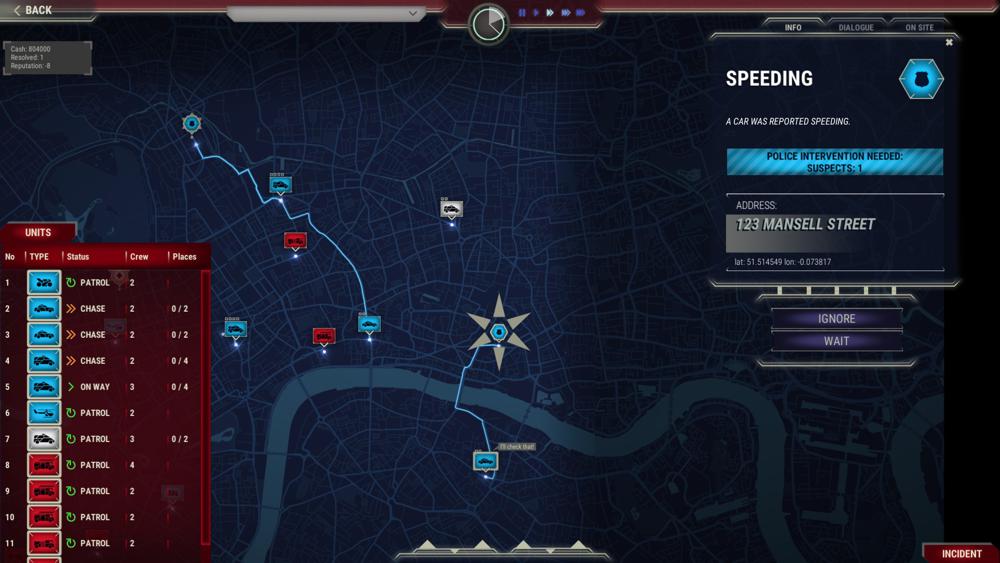 BACK
Cash: 804000
Resolved: 1
Reputation: -8
INFO
DIALOGUE
ON SITE
SPEEDING
A CAR WAS REPORTED SPEEDING.
POLICE INTERVENTION NEEDED:
SUSPECTS: 1
ADDRESS:
123 MANSELL STREET
lat: 51.514549 lon: -0.073817
IGNORE
WAIT
I'll check that!
UNITS
No TYPE Status Crew Places
1 PATROL 2
2 CHASE 2 0 / 2
3 CHASE 2 0 / 2
4 CHASE 2 0 / 4
5 ON WAY 3 0 / 4
6 PATROL 2
7 PATROL 3 0 / 2
8 PATROL 4
9 PATROL 2
10 PATROL 2
11 PATROL 2
INCIDENT